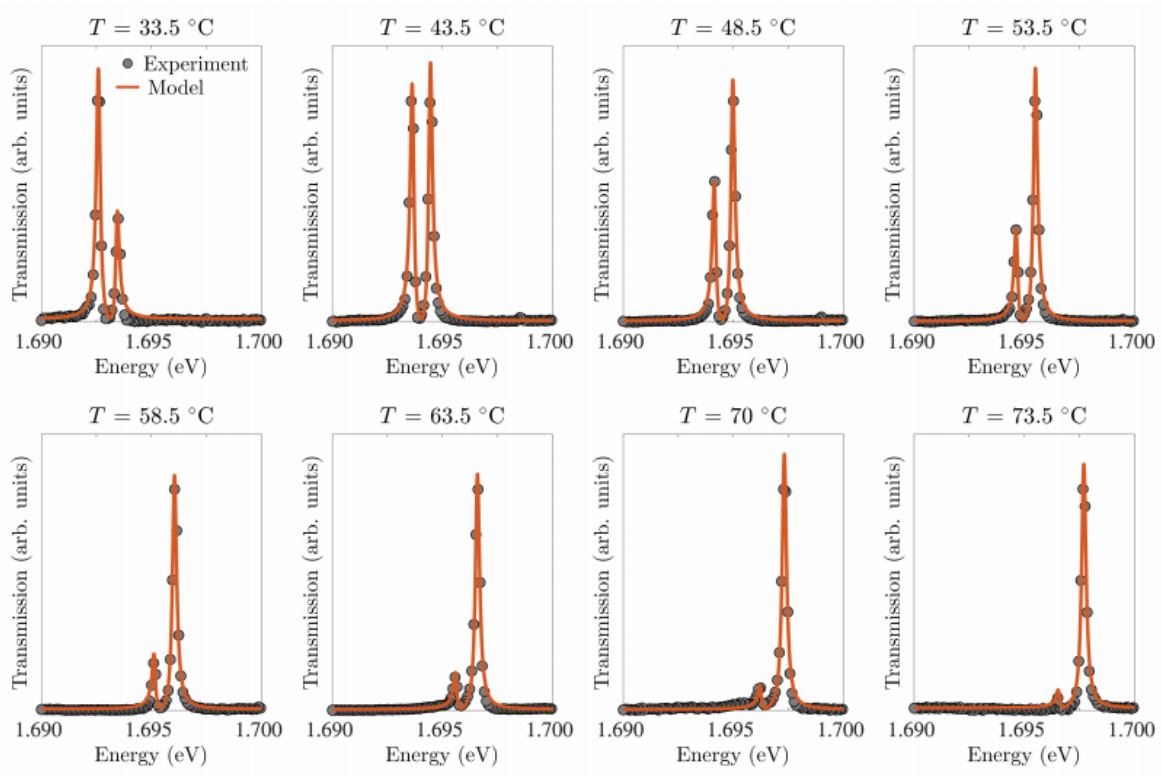 T = 33.5 °C
T = 43.5 °C
T = 48.5 °C
T = 53.5 °C
Transmission (arb. units)
Experiment
Model
Transmission (arb. units)
Transmission (arb. units)
Transmission (arb. units)
1.690 1.695 1.700
1.690 1.695 1.700
1.690 1.695 1.700
1.690 1.695 1.700
Energy (eV)
Energy (eV)
Energy (eV)
Energy (eV)
T = 58.5 °C
T = 63.5 °C
T = 70 °C
T = 73.5 °C
Transmission (arb. units)
Transmission (arb. units)
Transmission (arb. units)
Transmission (arb. units)
1.690 1.695 1.700
1.690 1.695 1.700
1.690 1.695 1.700
1.690 1.695 1.700
Energy (eV)
Energy (eV)
Energy (eV)
Energy (eV)